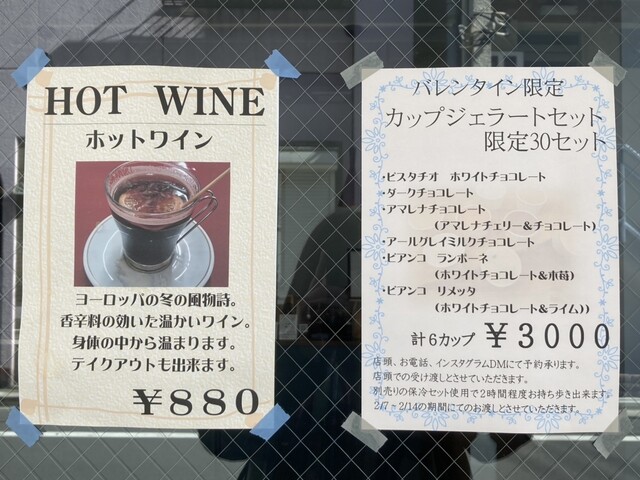 HOT WINE
ホットワイン
ヨーロッパの冬の風物詩。
香辛料の効いた温かいワイン。
身体の中から温まります。
テイクアウトも出来ます。
￥880
バレンタイン限定
カップジェラートセット
限定30セット
・ピスタチオ ホワイトチョコレート
・ダークチョコレート
・アマレナチョコレート
(アマレナチェリー&チョコレート)
・アールグレイミルクチョコレート
・ビアンコ ランポーネ
(ホワイトチョコレート&木苺)
・ビアンコ リメッタ
(ホワイトチョコレート&ライム))
計6カップ ￥3000
店頭、お電話、インスタグラムDMにて予約承ります。
店頭での受け渡しとさせていただきます。
別売りの保冷セット使用で2時間程度お持ち歩き出来ます。
2/7～2/14の期間にてのお渡しとさせていただきます。